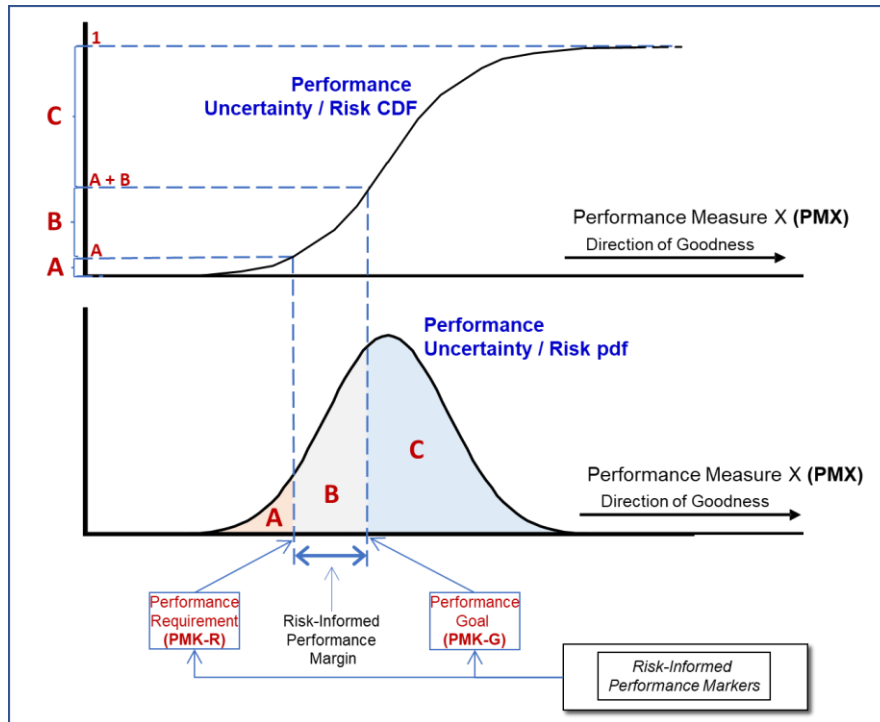 1
Performance
Uncertainty / Risk CDF
C
A + B
B
A
A
Performance Measure X (PMX)
Direction of Goodness
Performance
Uncertainty / Risk pdf
C
B
A
Performance Measure X (PMX)
Direction of Goodness
Performance
Requirement
(PMK-R)
Risk-Informed
Performance
Margin
Performance
Goal
(PMK-G)
Risk-Informed
Performance Markers